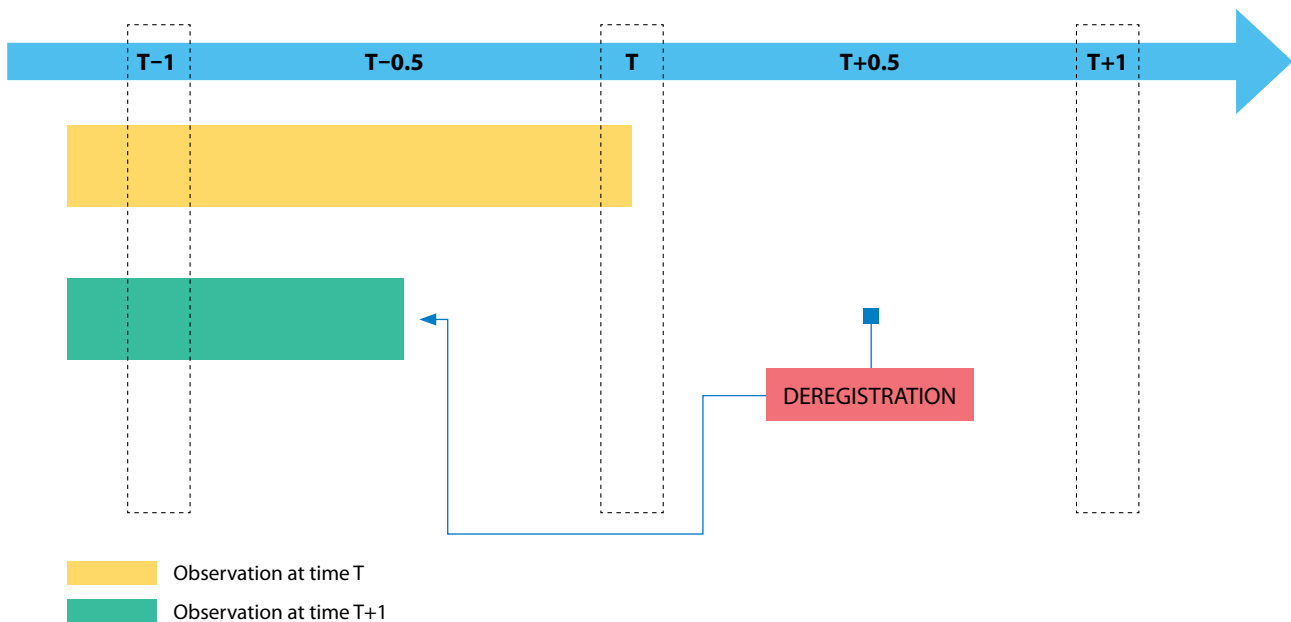 T−1 T−0.5 T T+0.5 T+1
DEREGISTRATION
Observation at time T
Observation at time T+1